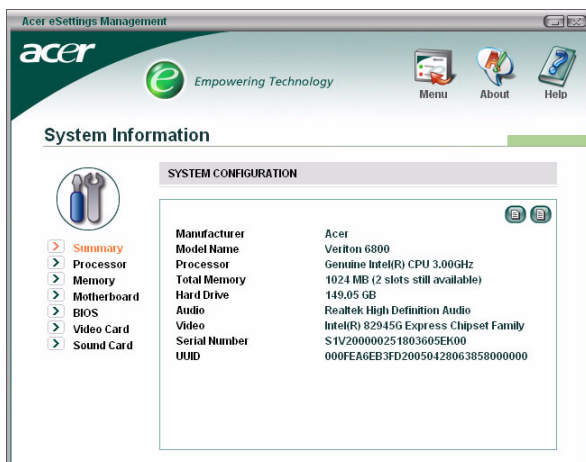 Acer eSettings Management
acer
e Empowering Technology
Menu About Help
System Information
SYSTEM CONFIGURATION
Summary
Processor
Memory
Motherboard
BIOS
Video Card
Sound Card
Manufacturer Acer
Model Name Veriton 6800
Processor Genuine Intel(R) CPU 3.00GHz
Total Memory 1024 MB (2 slots still available)
Hard Drive 149.05 GB
Audio Realtek High Definition Audio
Video Intel(R) 82945G Express Chipset Family
Serial Number S1V200000251803605EK00
UUID 000FEA6EB3FD20050428063858000000